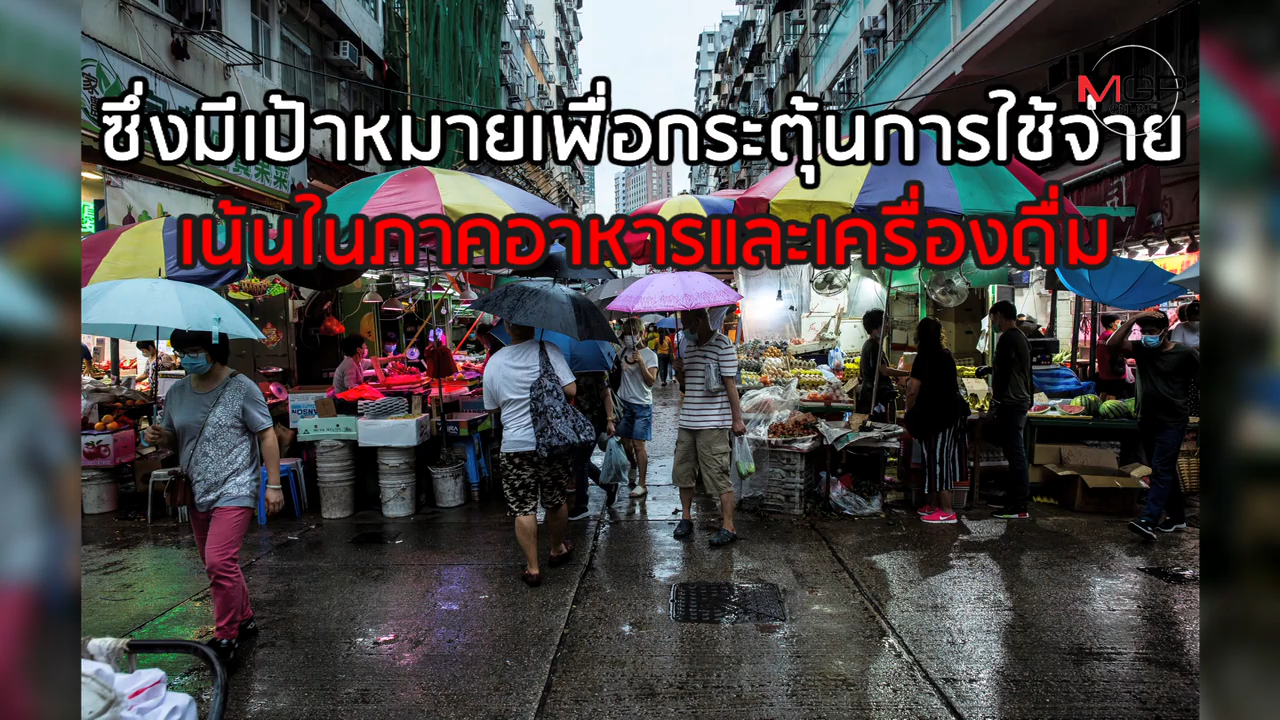 MGR
ซึ่งมีเป้าหมายเพื่อกระตุ้นการใช้จ่าย
เน้นในภาคอาหารและเครื่องดื่ม